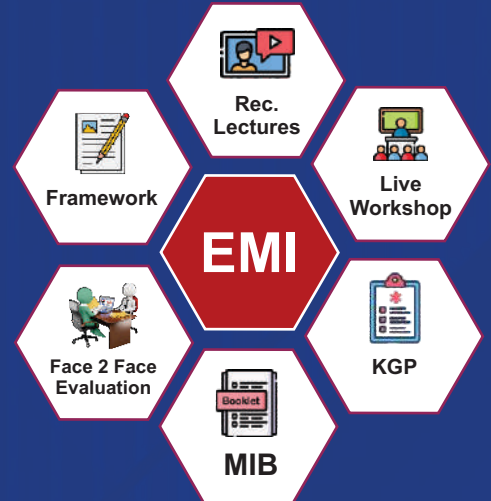 Rec.
Lectures
Live
Workshop
KGP
Booklet
MIB
Face 2 Face
Evaluation
Framework
EMI